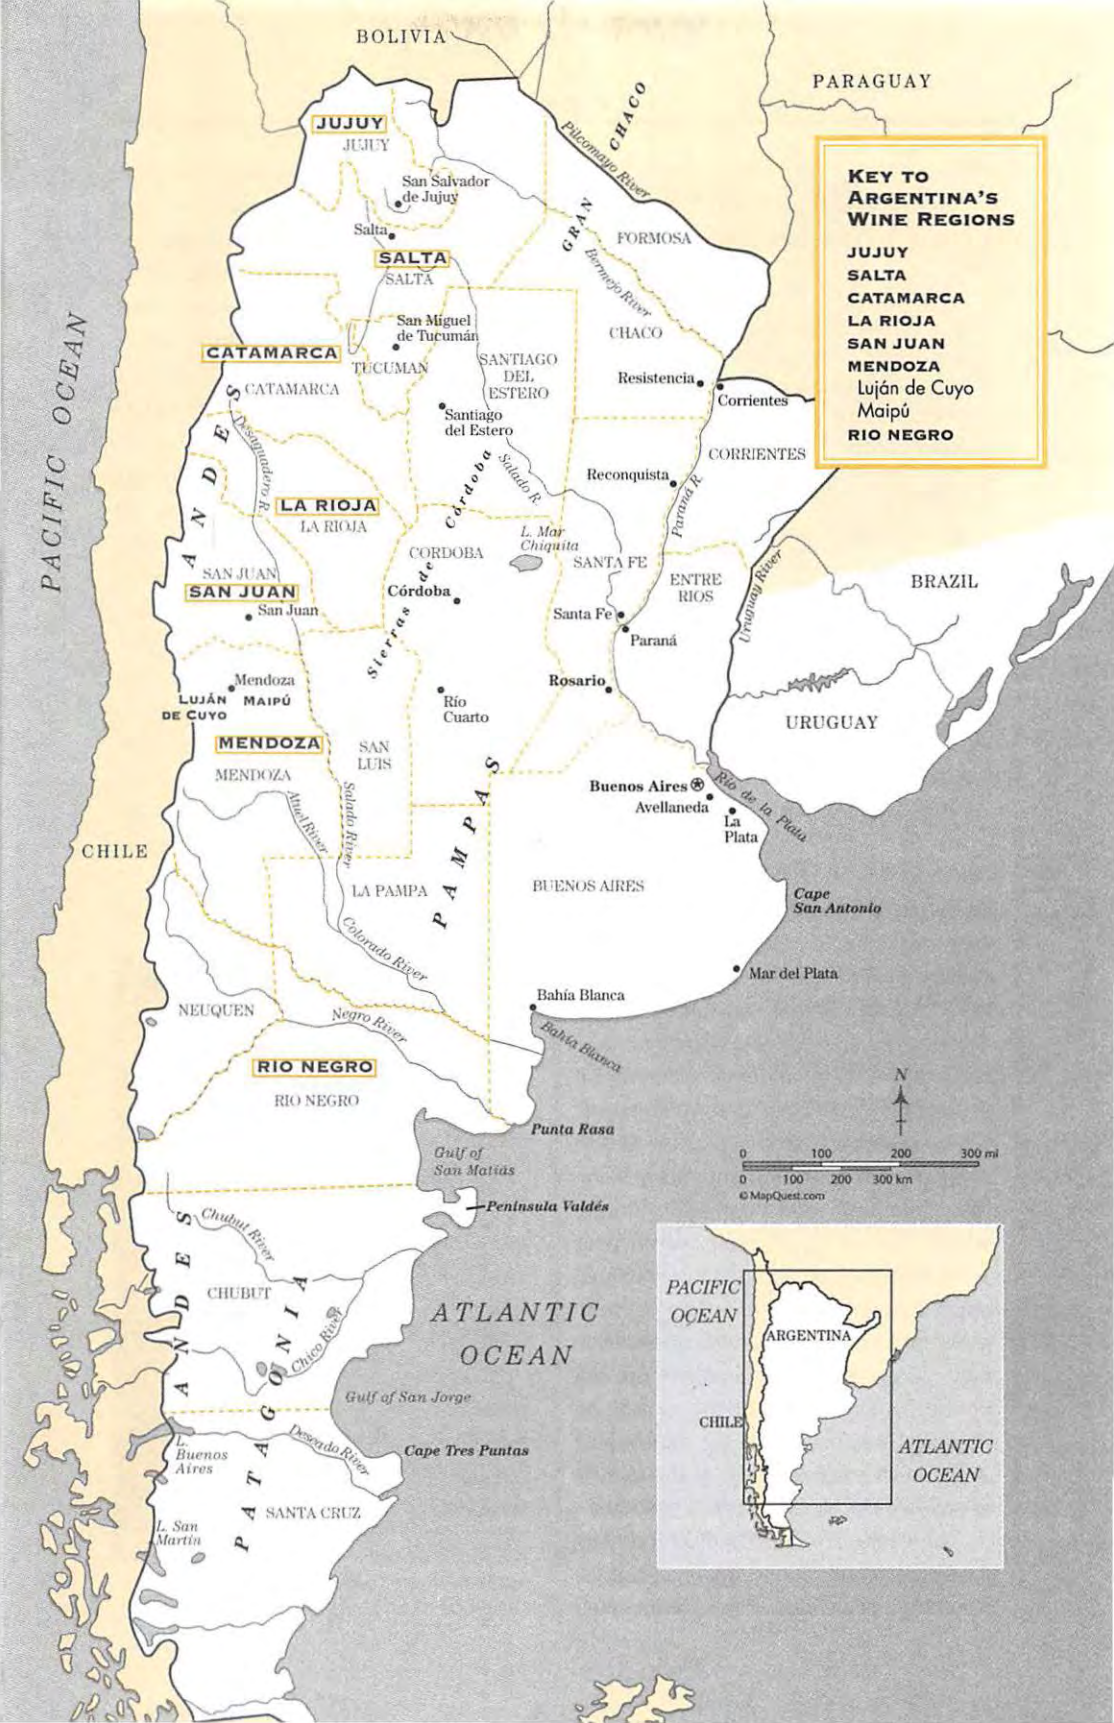 BOLIVIA
PARAGUAY
JUJUY
JUJUY
GRAN CHACO
Pilcomayo River
San Salvador
de Jujuy
Salta
SALTA
SALTA
FORMOSA
Bermejo River
KEY TO
ARGENTINA'S
WINE REGIONS
JUJUY
SALTA
CATAMARCA
LA RIOJA
SAN JUAN
MENDOZA
Luján de Cuyo
Maipú
RIO NEGRO
PACIFIC OCEAN
San Miguel
de Tucumán
CHACO
CATAMARCA
CATAMARCA
TUCUMAN
SANTIAGO
DEL
ESTERO
Resistencia
Corrientes
Santiago
del Estero
ANDES
Desaguadero R.
CORRIENTES
Salado R.
Reconquista
Paraná R.
LA RIOJA
LA RIOJA
Sierras de Córdoba
L. Mar
Chiquita
CORDOBA
SANTA FE
SAN JUAN
SAN JUAN
San Juan
Córdoba
ENTRE
RIOS
Uruguay River
BRAZIL
Santa Fe
Paraná
Mendoza
LUJÁN
DE CUYO
MAIPÚ
Río
Cuarto
Rosario
URUGUAY
MENDOZA
MENDOZA
SAN
LUIS
PAMPAS
Buenos Aires
Avellaneda
La
Plata
Río de la Plata
Atuel River
Salado River
CHILE
LA PAMPA
BUENOS AIRES
Cape
San Antonio
Colorado River
Mar del Plata
Bahía Blanca
Bahía Blanca
NEUQUEN
Negro River
RIO NEGRO
RIO NEGRO
Punta Rasa
Gulf of
San Matías
Península Valdés
N
0 100 200 300 mi
0 100 200 300 km
© MapQuest.com
Chubut River
ANDES
CHUBUT
PATAGONIA
Chico River
ATLANTIC
OCEAN
Gulf of San Jorge
L.
Buenos
Aires
Deseado River
Cape Tres Puntas
SANTA CRUZ
L. San
Martín
PACIFIC
OCEAN
ARGENTINA
CHILE
ATLANTIC
OCEAN